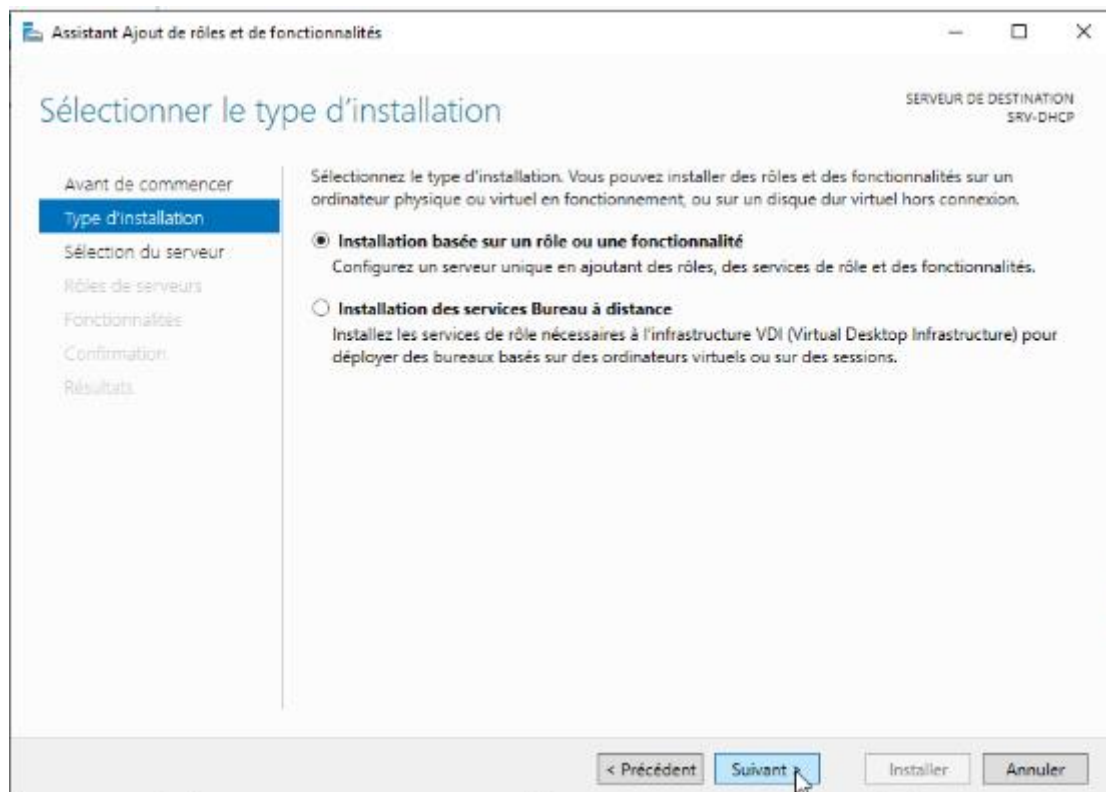 Assistant Ajout de rôles et de fonctionnalités
Sélectionner le type d'installation
SERVEUR DE DESTINATION
SRV-DHCP
Avant de commencer
Type d'installation
Sélection du serveur
Rôles de serveurs
Fonctionnalités
Confirmation
Résultats
Sélectionnez le type d'installation. Vous pouvez installer des rôles et des fonctionnalités sur un
ordinateur physique ou virtuel en fonctionnement, ou sur un disque dur virtuel hors connexion.
Installation basée sur un rôle ou une fonctionnalité
Configurez un serveur unique en ajoutant des rôles, des services de rôle et des fonctionnalités.
Installation des services Bureau à distance
Installez les services de rôle nécessaires à l'infrastructure VDI (Virtual Desktop Infrastructure) pour
déployer des bureaux basés sur des ordinateurs virtuels ou sur des sessions.
< Précédent
Suivant >
Installer
Annuler